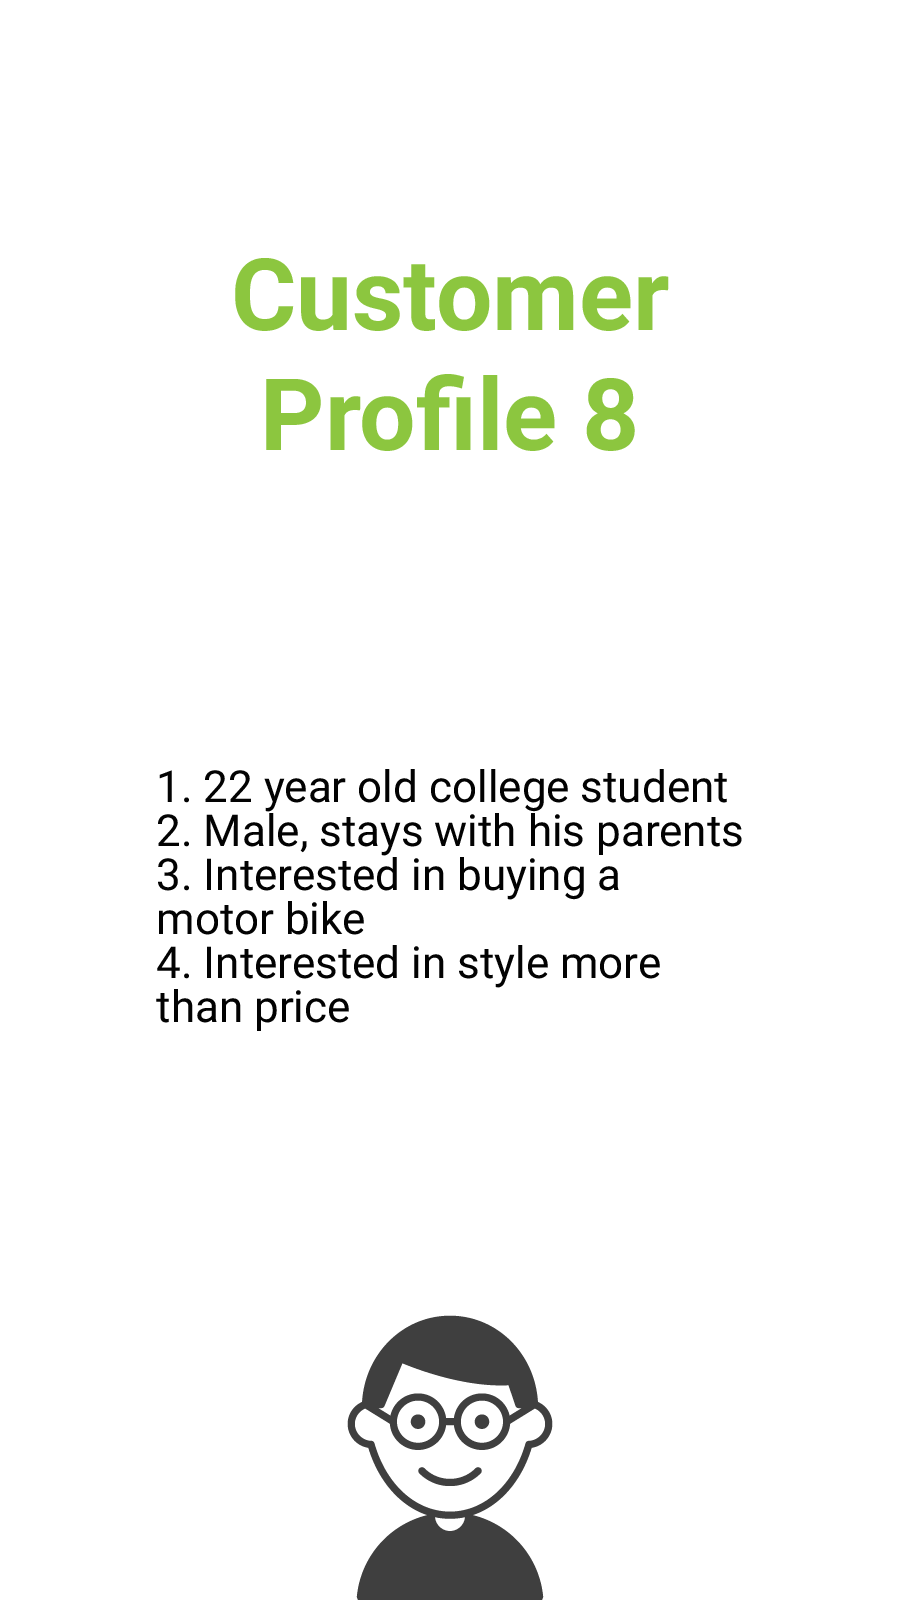 Customer
Profile 8
1. 22 year old college student
2. Male, stays with his parents
3. Interested in buying a
motor bike
4. Interested in style more
than price